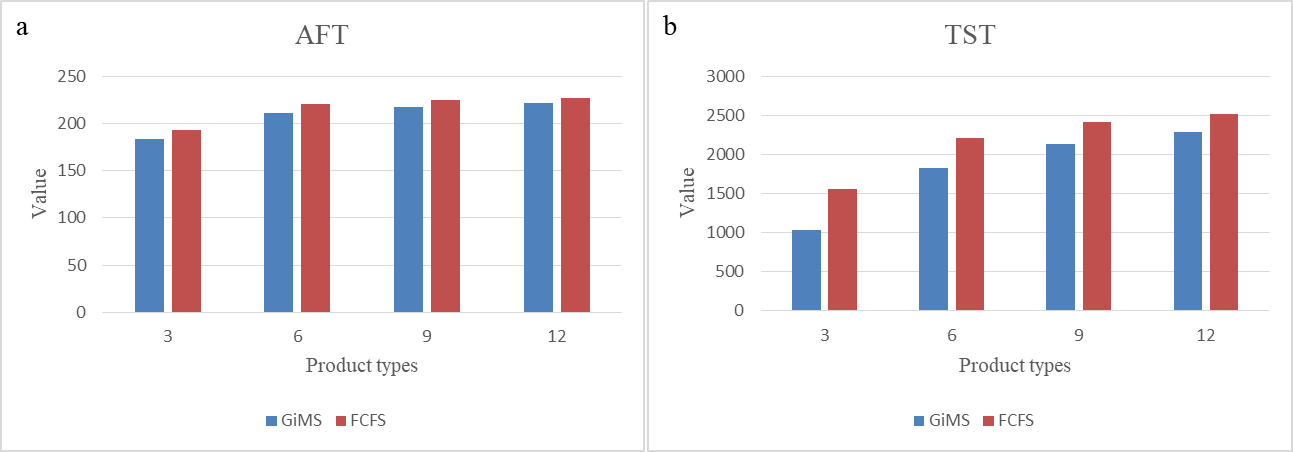 a
AFT
250
200
150
100
50
0
Value
3 6 9 12
Product types
GiMS FCFS
b
TST
3000
2500
2000
1500
1000
500
0
Value
3 6 9 12
Product types
GiMS FCFS